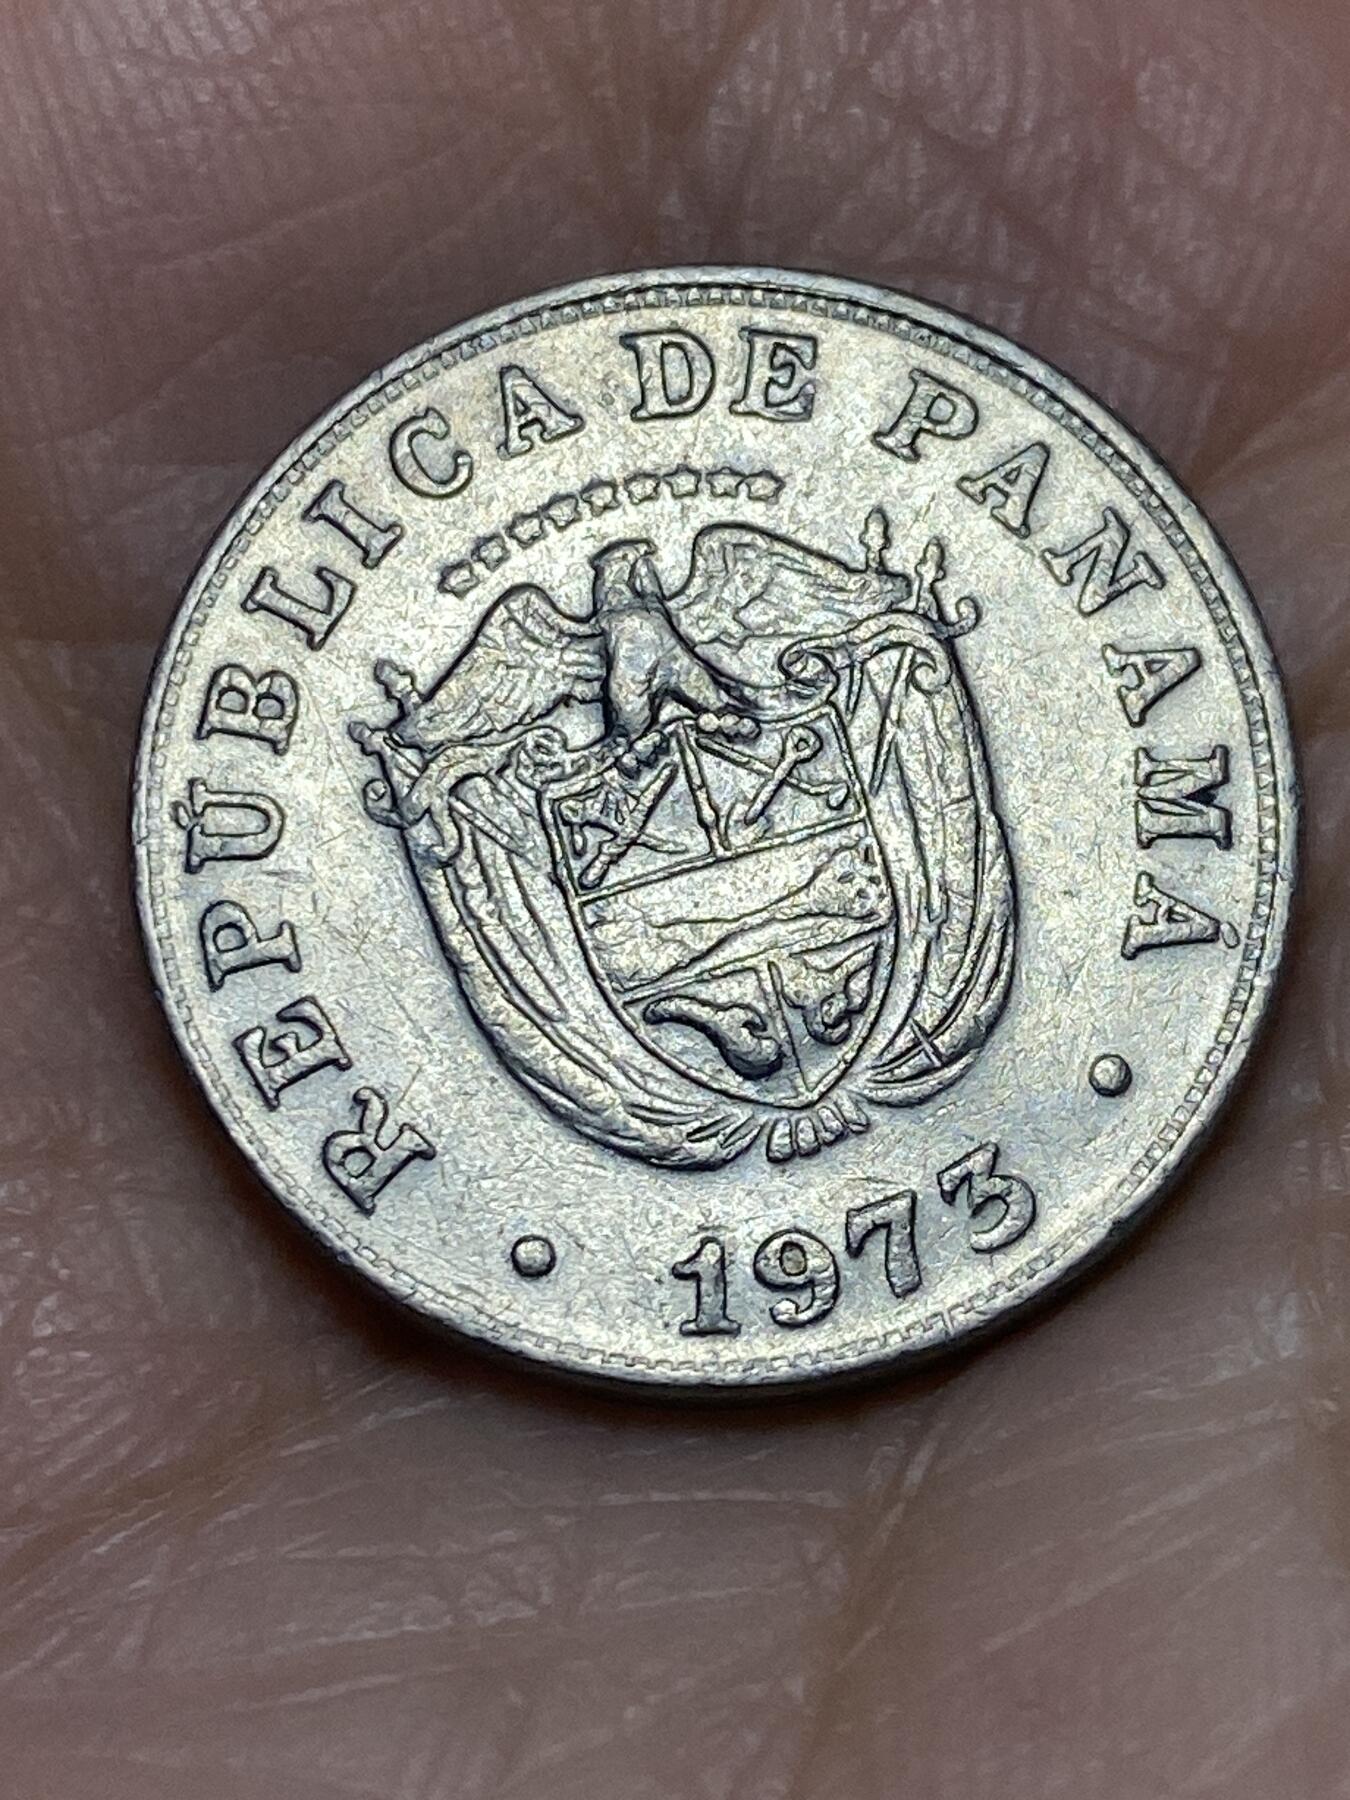 REPÚBLICA DE PANAMÁ
• 1973 •